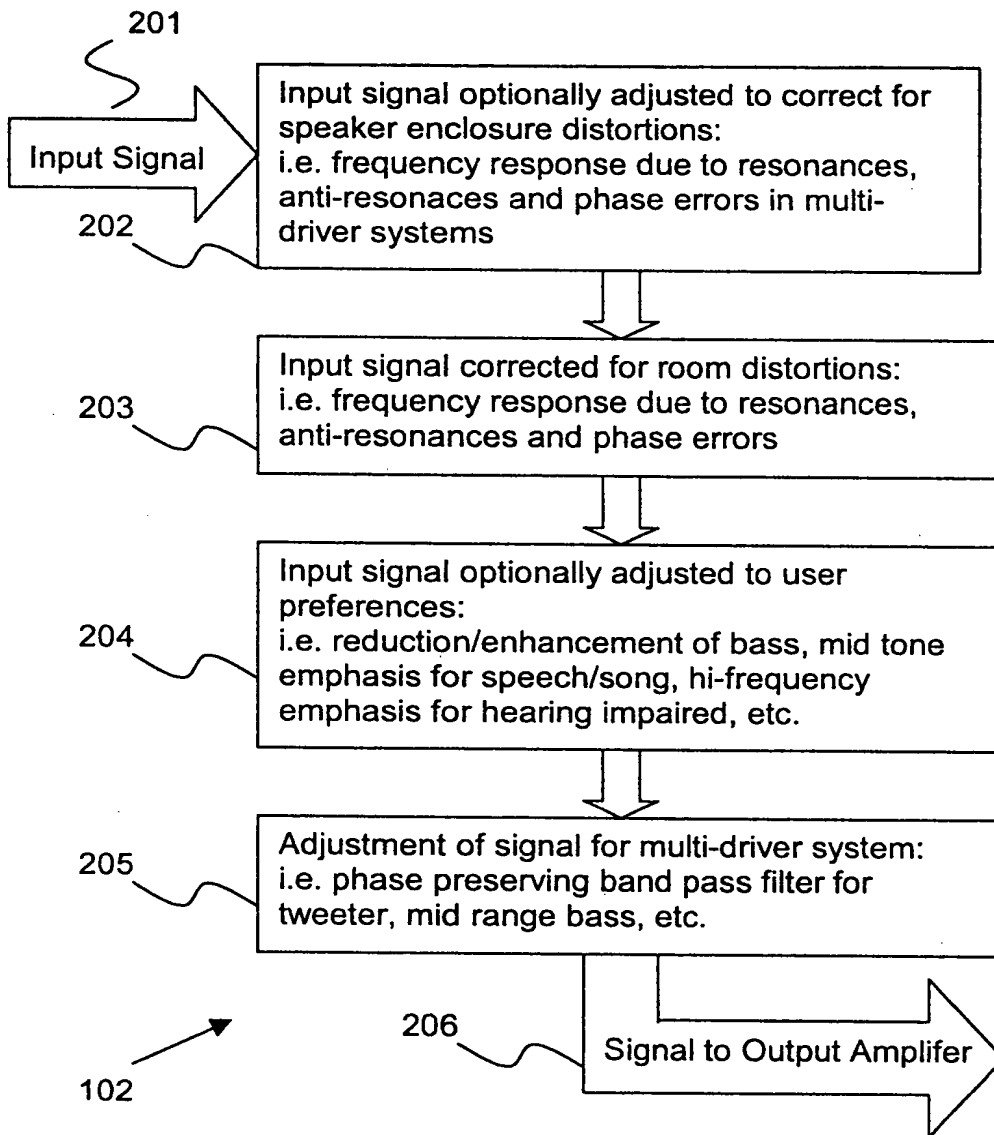 201
Input Signal
Input signal optionally adjusted to correct for
speaker enclosure distortions:
i.e. frequency response due to resonances,
anti-resonaces and phase errors in multi-
driver systems
202
Input signal corrected for room distortions:
i.e. frequency response due to resonances,
anti-resonances and phase errors
203
Input signal optionally adjusted to user
preferences:
i.e. reduction/enhancement of bass, mid tone
emphasis for speech/song, hi-frequency
emphasis for hearing impaired, etc.
204
Adjustment of signal for multi-driver system:
i.e. phase preserving band pass filter for
tweeter, mid range bass, etc.
205
206
Signal to Output Amplifer
102